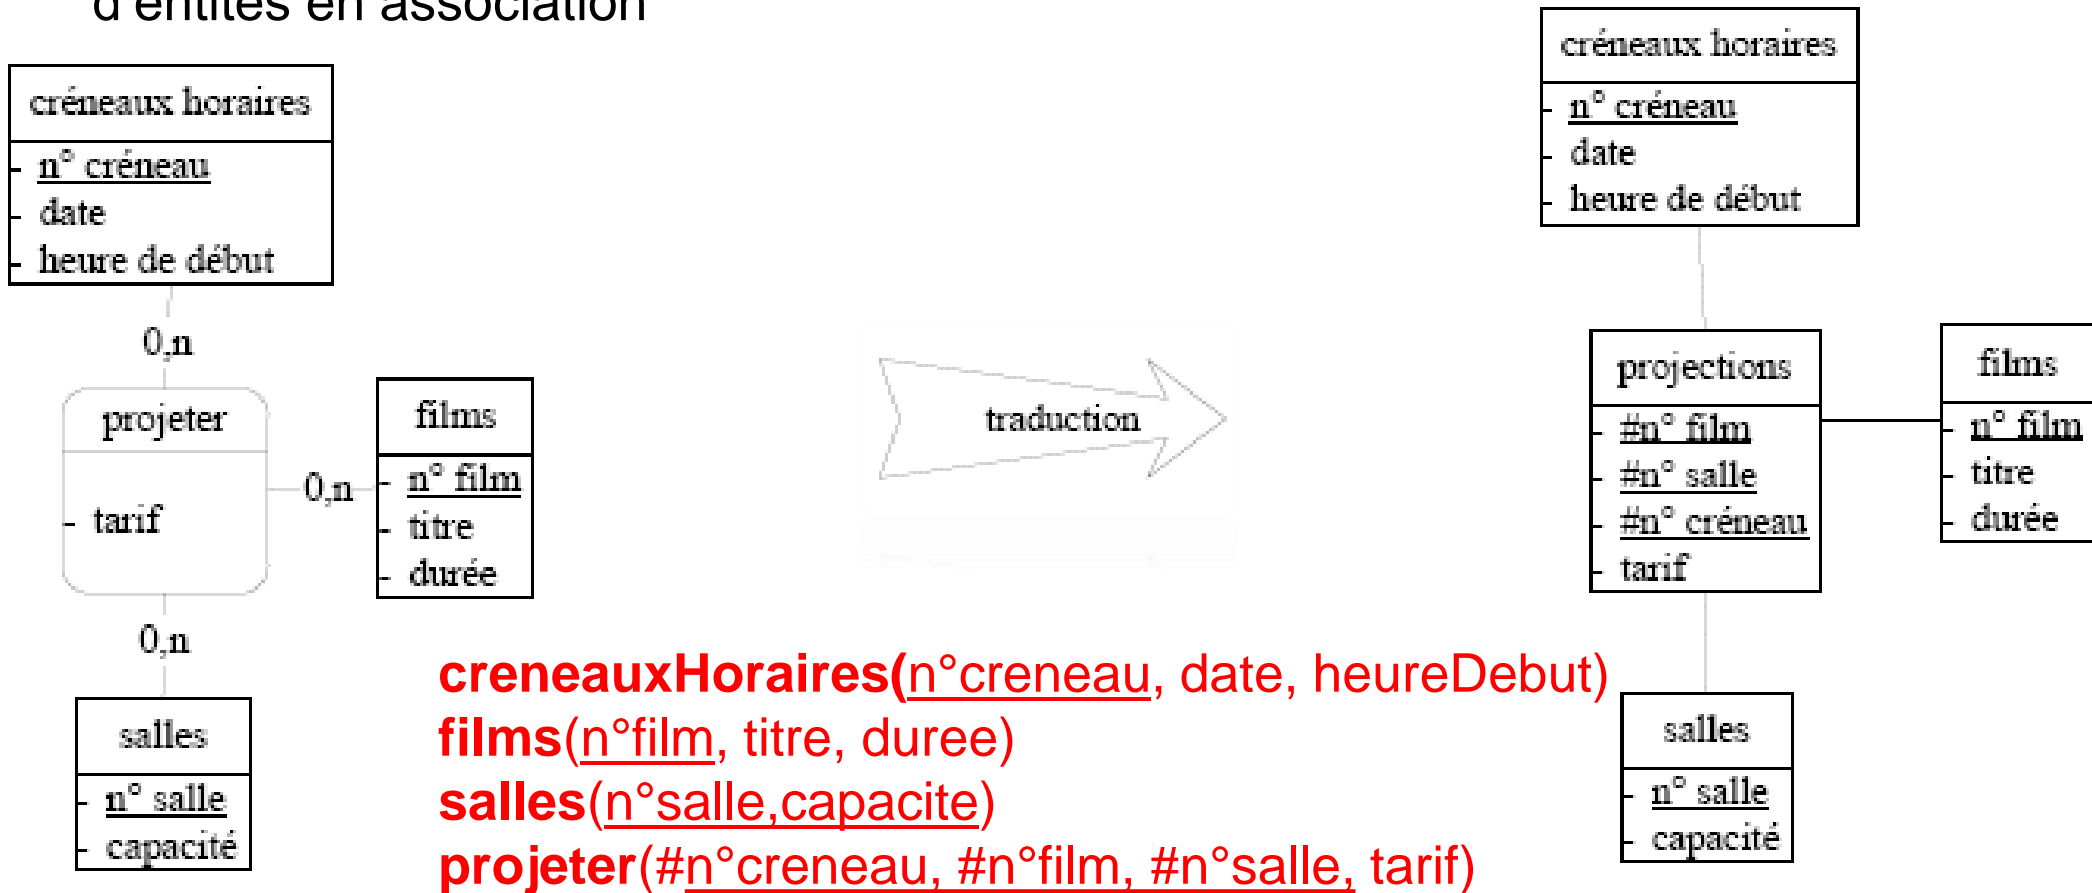 d'entités en association
créneaux horaires
- n° créneau
- date
- heure de début
0,n
projeter
- tarif
0,n
films
- n° film
- titre
- durée
0,n
salles
- n° salle
- capacité
traduction
créneaux horaires
- n° créneau
- date
- heure de début
projections
- #n° film
- #n° salle
- #n° créneau
- tarif
films
- n° film
- titre
- durée
salles
- n° salle
- capacité
creneauxHoraires(n°creneau, date, heureDebut)
films(n°film, titre, duree)
salles(n°salle,capacite)
projeter(#n°creneau, #n°film, #n°salle, tarif)